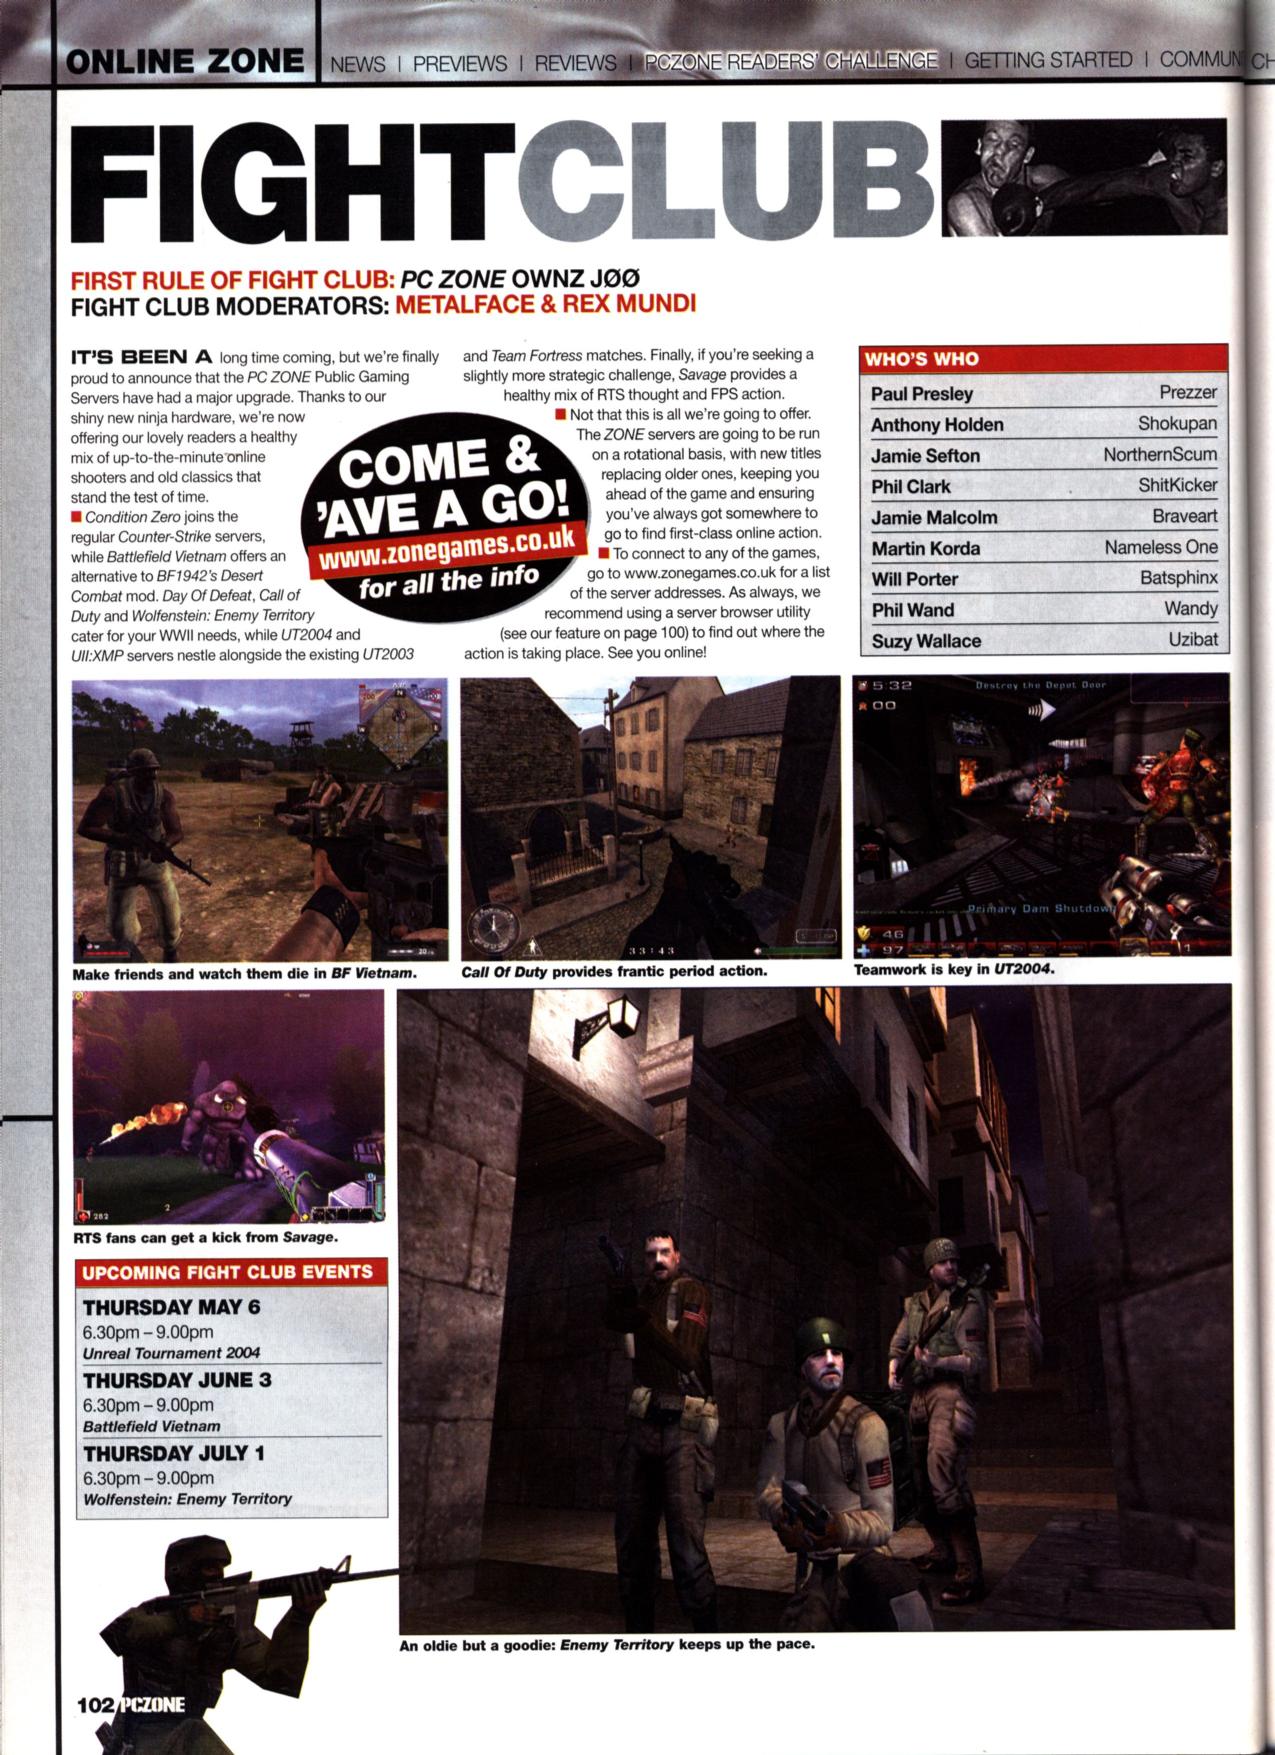 ONLINE ZONE
NEWS | PREVIEWS | REVIEWS | PCZONE READERS' CHALLENGE | GETTING STARTED | COMMUN
CH
FIGHTCLUB
FIRST RULE OF FIGHT CLUB: PC ZONE OWNZ JØØ
FIGHT CLUB MODERATORS: METALFACE & REX MUNDI
IT'S BEEN A long time coming, but we're finally
proud to announce that the PC ZONE Public Gaming
Servers have had a major upgrade. Thanks to our
shiny new ninja hardware, we're now
offering our lovely readers a healthy
mix of up-to-the-minute online
shooters and old classics that
stand the test of time.
■ Condition Zero joins the
regular Counter-Strike servers,
while Battlefield Vietnam offers an
alternative to BF1942's Desert
Combat mod. Day Of Defeat, Call of
Duty and Wolfenstein: Enemy Territory
cater for your WWII needs, while UT2004 and
UII:XMP servers nestle alongside the existing UT2003
and Team Fortress matches. Finally, if you're seeking a
slightly more strategic challenge, Savage provides a
healthy mix of RTS thought and FPS action.
■ Not that this is all we're going to offer.
The ZONE servers are going to be run
on a rotational basis, with new titles
replacing older ones, keeping you
ahead of the game and ensuring
you've always got somewhere to
go to find first-class online action.
■ To connect to any of the games,
go to www.zonegames.co.uk for a list
of the server addresses. As always, we
recommend using a server browser utility
(see our feature on page 100) to find out where the
action is taking place. See you online!
COME &
'AVE A GO!
www.zonegames.co.uk
for all the info
WHO'S WHO
Paul Presley Prezzer
Anthony Holden Shokupan
Jamie Sefton NorthernScum
Phil Clark ShitKicker
Jamie Malcolm Braveart
Martin Korda Nameless One
Will Porter Batsphinx
Phil Wand Wandy
Suzy Wallace Uzibat
N
W
E
Make friends and watch them die in BF Vietnam.
33:43
Call Of Duty provides frantic period action.
5:32
00
Destroy the Depot Door
Primary Dam Shutdown
46
97
1
Teamwork is key in UT2004.
282
2
RTS fans can get a kick from Savage.
UPCOMING FIGHT CLUB EVENTS
THURSDAY MAY 6
6.30pm – 9.00pm
Unreal Tournament 2004
THURSDAY JUNE 3
6.30pm – 9.00pm
Battlefield Vietnam
THURSDAY JULY 1
6.30pm – 9.00pm
Wolfenstein: Enemy Territory
An oldie but a goodie: Enemy Territory keeps up the pace.
102 PCZONE